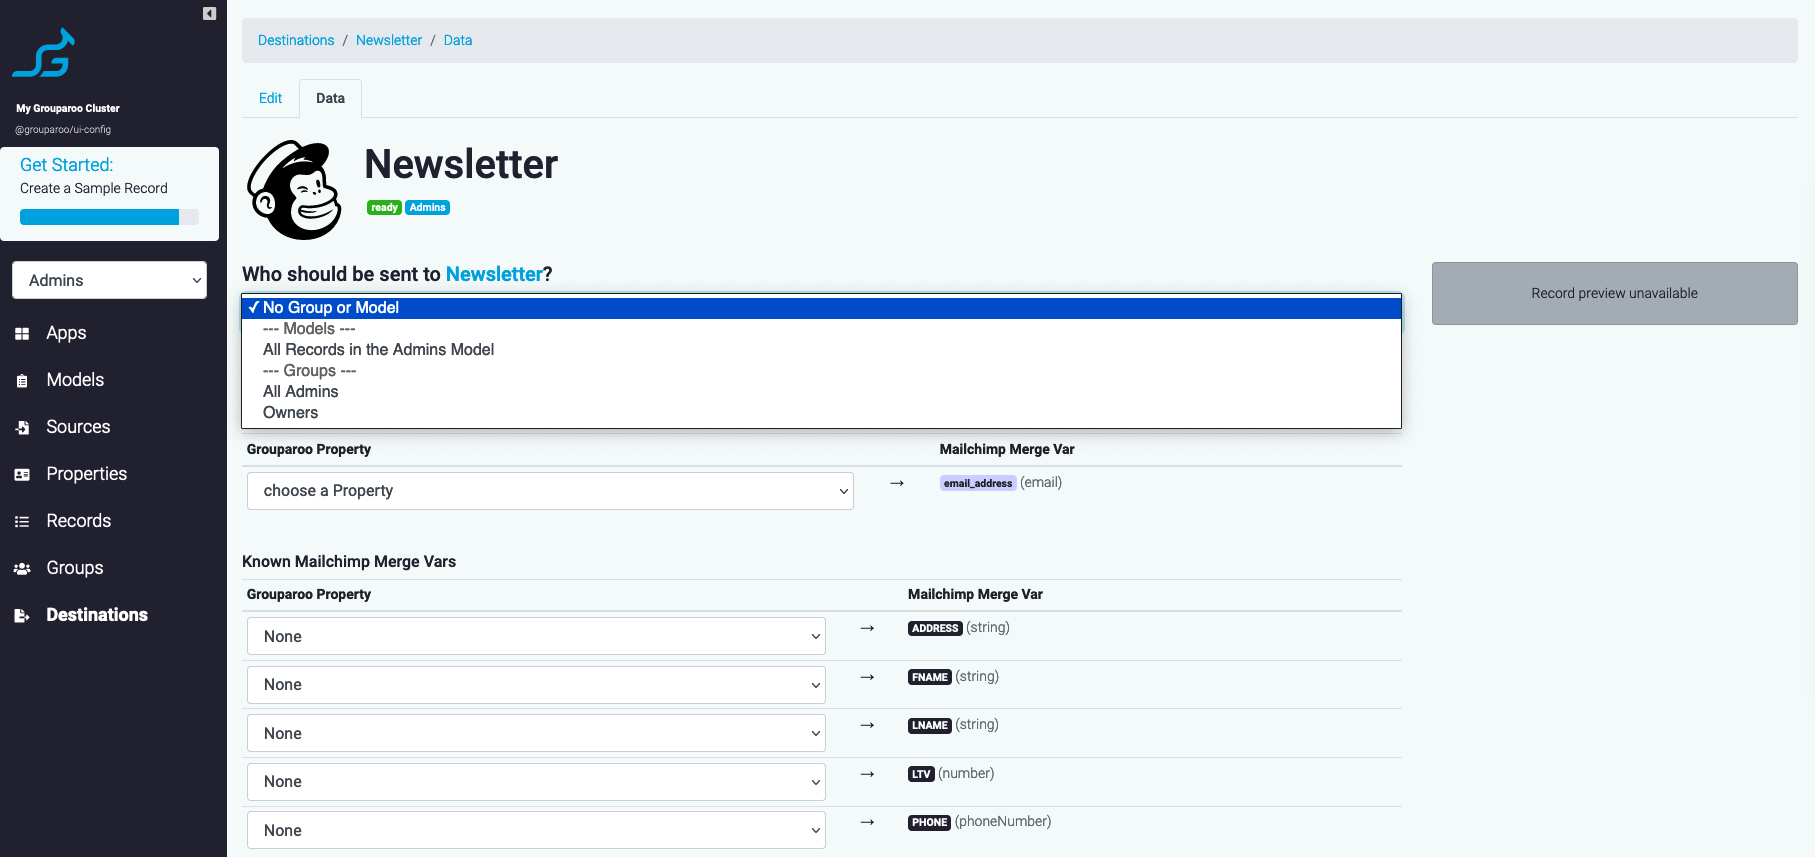 My Grouparoo Cluster
@grouparoo/ui-config
Get Started:
Create a Sample Record
Admins
Apps
Models
Sources
Properties
Records
Groups
Destinations
Destinations / Newsletter / Data
Edit
Data
Newsletter
ready Admins
Who should be sent to Newsletter?
✓ No Group or Model
--- Models ---
All Records in the Admins Model
--- Groups ---
All Admins
Owners
Record preview unavailable
Grouparoo Property Mailchimp Merge Var
choose a Property → email_address (email)
Known Mailchimp Merge Vars
Grouparoo Property Mailchimp Merge Var
None → ADDRESS (string)
None → FNAME (string)
None → LNAME (string)
None → LTV (number)
None → PHONE (phoneNumber)